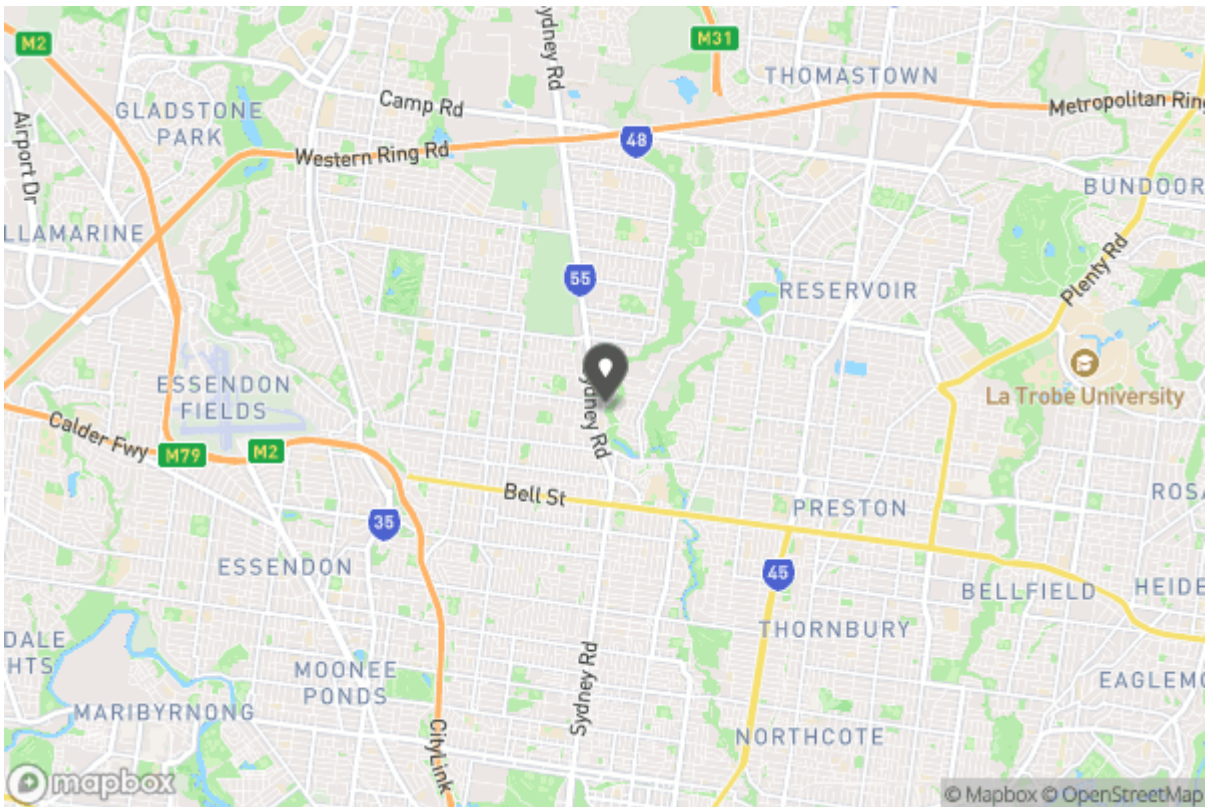 M2
M31
Sydney Rd
THOMASTOWN
Camp Rd
Metropolitan Ring
GLADSTONE
PARK
Airport Dr
48
Western Ring Rd
BUNDOOR
LLAMARINE
Plenty Rd
55
RESERVOIR
ESSENDON
FIELDS
La Trobe University
ydney Rd
Calder Fwy
M79
M2
Bell St
ROSA
PRESTON
35
ESSENDON
45
BELLFIELD
HEIDE
THORNBURY
DALE
HTS
MOONEE
PONDS
Sydney Rd
EAGLEMO
MARIBYRNONG
CityLink
NORTHCOTE
mapbox
© Mapbox © OpenStreetMap